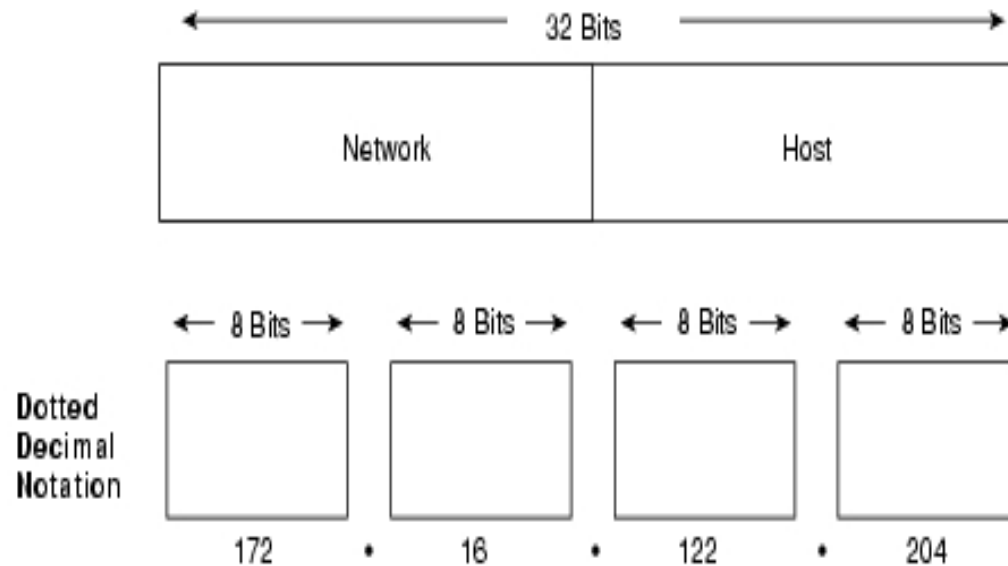 32 Bits
Network Host
8 Bits 8 Bits 8 Bits 8 Bits
Dotted
Decimal
Notation
172 • 16 • 122 • 204